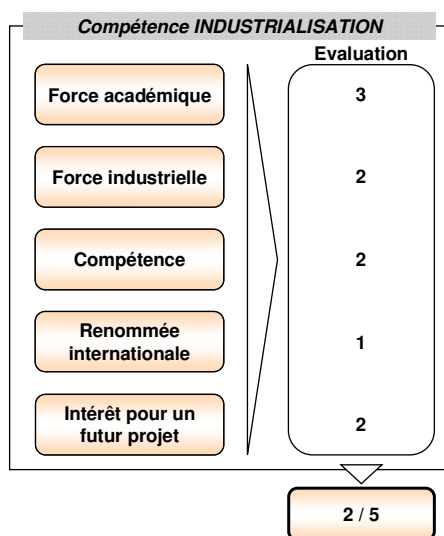 Compétence INDUSTRIALISATION
Evaluation
Force académique
3
Force industrielle
2
Compétence
2
Renommée
internationale
1
Intérêt pour un
futur projet
2
2 / 5